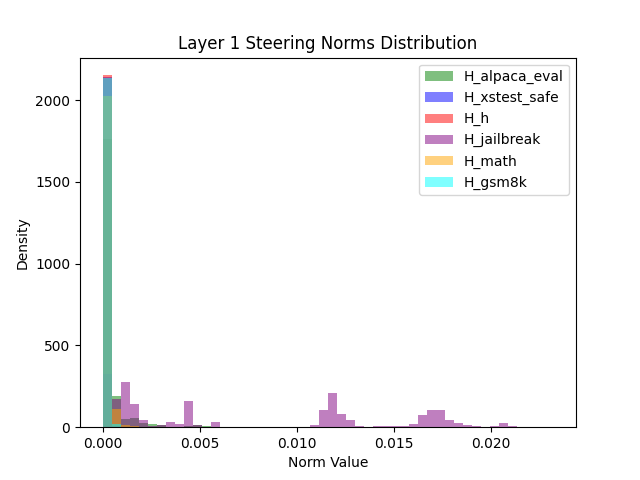 Layer 1 Steering Norms Distribution
H_alpaca_eval
H_xstest_safe
H_h
H_jailbreak
H_math
H_gsm8k
Density
2000
1500
1000
500
0
0.000 0.005 0.010 0.015 0.020
Norm Value